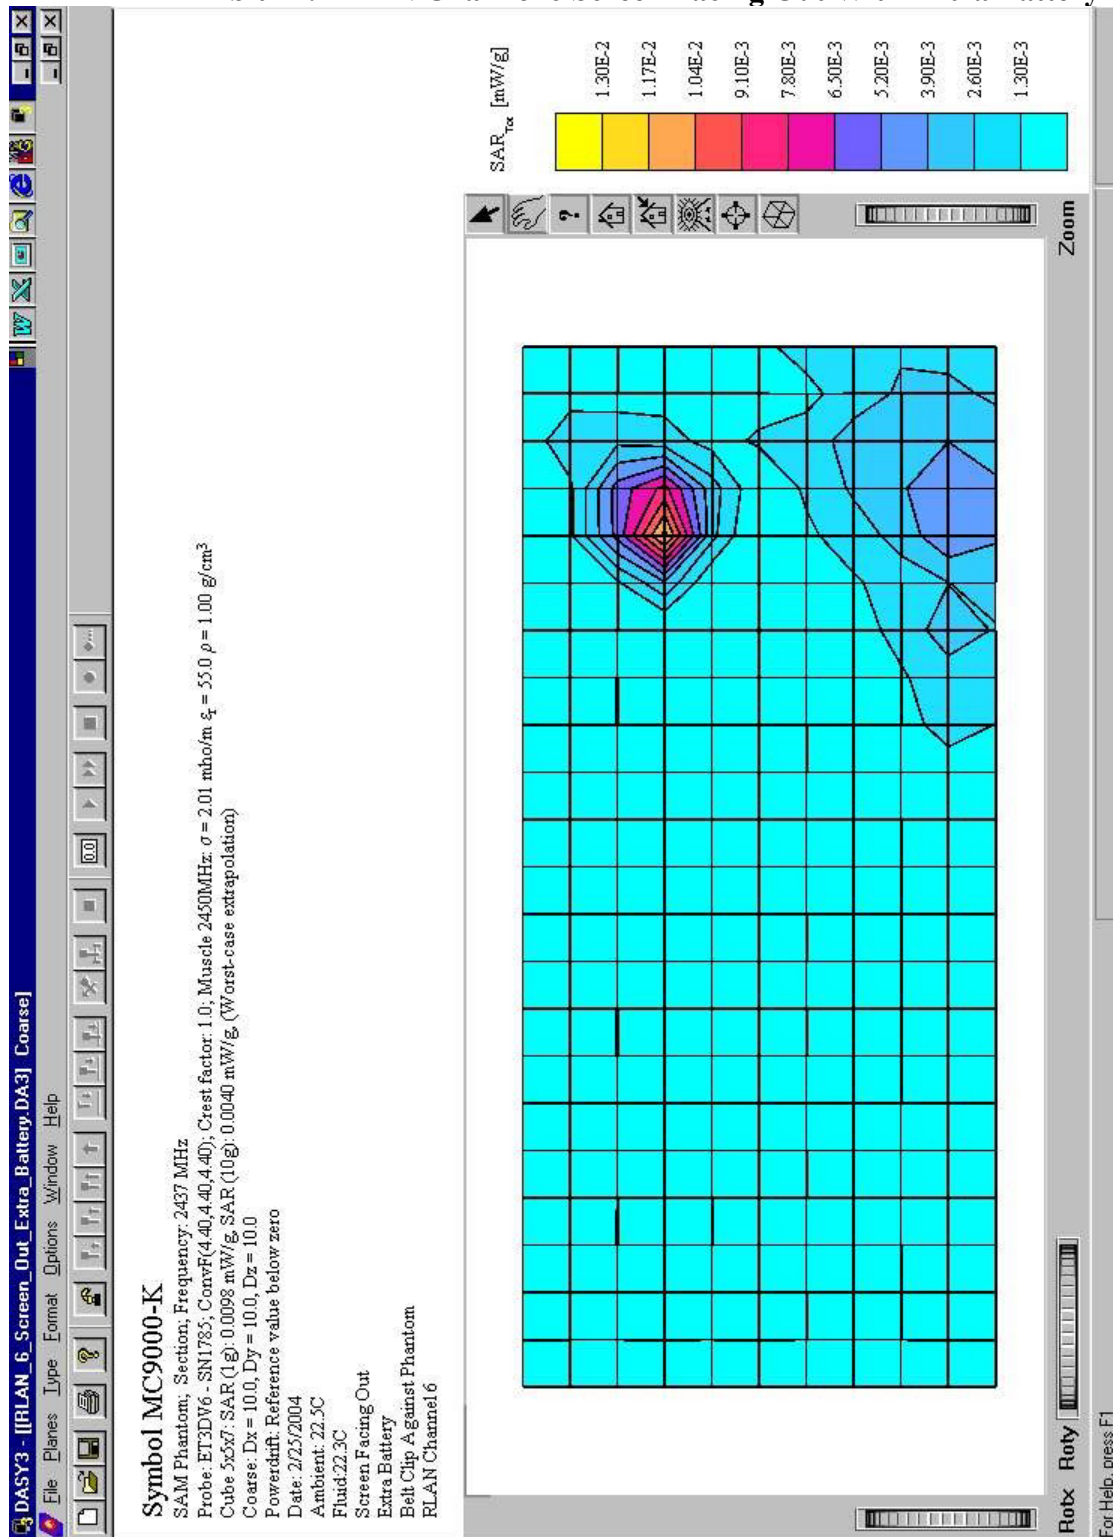 DASY3 - [[RLAN_6_Screen_Out_Extra_Battery.DA3] Coarse]
File Planes Type Format Options Window Help
Symbol MC9000-K
SAM Phantom; Section; Frequency: 2437 MHz
Probe: ET3DV6 - SN1785; ConvF(4.40,4.40,4.40); Crest factor: 1.0; Muscle 2450MHz: σ = 2.01 mho/m εr = 55.0 ρ = 1.00 g/cm³
Cube 5x5x7: SAR (1g): 0.0098 mW/g, SAR (10g): 0.0040 mW/g, (Worst-case extrapolation)
Coarse: Dx = 10.0, Dy = 10.0, Dz = 10.0
Powerdrift: Reference value below zero
Date: 2/25/2004
Ambient: 22.5C
Fluid:22.3C
Screen Facing Out
Extra Battery
Belt Clip Against Phantom
RLAN Channel 6
SAR Tot [mW/g]
1.30E-2
1.17E-2
1.04E-2
9.10E-3
7.80E-3
6.50E-3
5.20E-3
3.90E-3
2.60E-3
1.30E-3
Rotx Roty Zoom
For Help, press F1